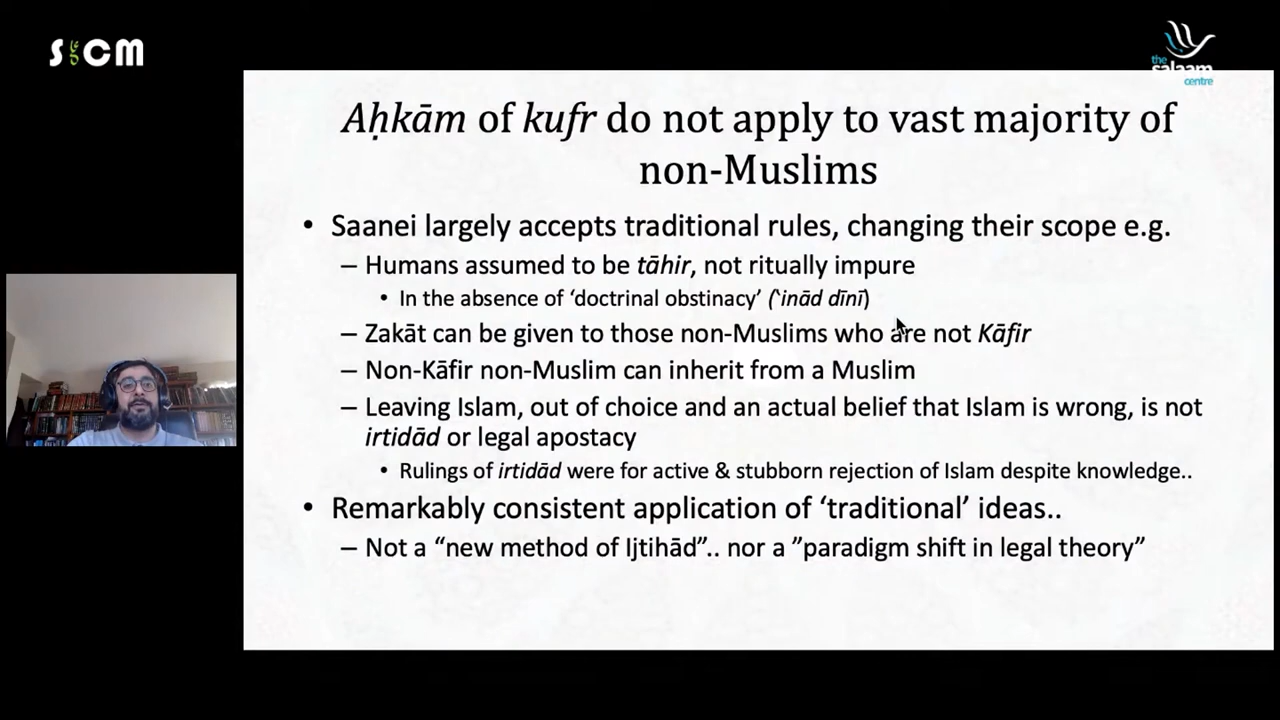 SICM
the
salaam
centre
Aḥkām of kufr do not apply to vast majority of
non-Muslims
• Saanei largely accepts traditional rules, changing their scope e.g.
– Humans assumed to be tāhir, not ritually impure
• In the absence of ‘doctrinal obstinacy’ (‘inād dīnī)
– Zakāt can be given to those non-Muslims who are not Kāfir
– Non-Kāfir non-Muslim can inherit from a Muslim
– Leaving Islam, out of choice and an actual belief that Islam is wrong, is not
irtidād or legal apostacy
• Rulings of irtidād were for active & stubborn rejection of Islam despite knowledge..
• Remarkably consistent application of ‘traditional’ ideas..
– Not a “new method of Ijtihād”.. nor a ”paradigm shift in legal theory”